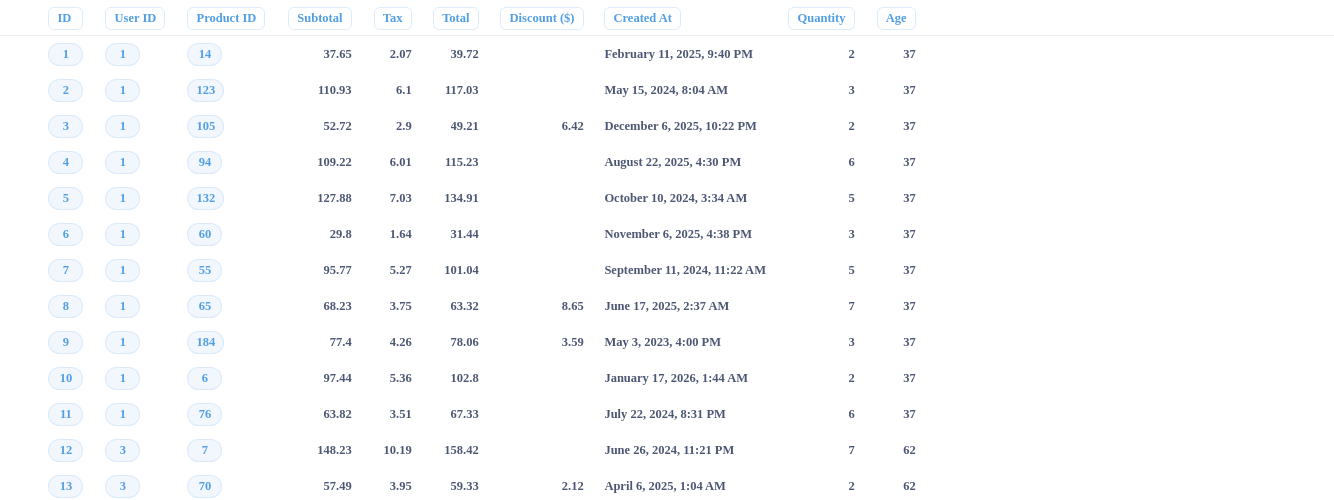 ID User ID Product ID Subtotal Tax Total Discount ($) Created At Quantity Age
1 1 14 37.65 2.07 39.72 February 11, 2025, 9:40 PM 2 37
2 1 123 110.93 6.1 117.03 May 15, 2024, 8:04 AM 3 37
3 1 105 52.72 2.9 49.21 6.42 December 6, 2025, 10:22 PM 2 37
4 1 94 109.22 6.01 115.23 August 22, 2025, 4:30 PM 6 37
5 1 132 127.88 7.03 134.91 October 10, 2024, 3:34 AM 5 37
6 1 60 29.8 1.64 31.44 November 6, 2025, 4:38 PM 3 37
7 1 55 95.77 5.27 101.04 September 11, 2024, 11:22 AM 5 37
8 1 65 68.23 3.75 63.32 8.65 June 17, 2025, 2:37 AM 7 37
9 1 184 77.4 4.26 78.06 3.59 May 3, 2023, 4:00 PM 3 37
10 1 6 97.44 5.36 102.8 January 17, 2026, 1:44 AM 2 37
11 1 76 63.82 3.51 67.33 July 22, 2024, 8:31 PM 6 37
12 3 7 148.23 10.19 158.42 June 26, 2024, 11:21 PM 7 62
13 3 70 57.49 3.95 59.33 2.12 April 6, 2025, 1:04 AM 2 62